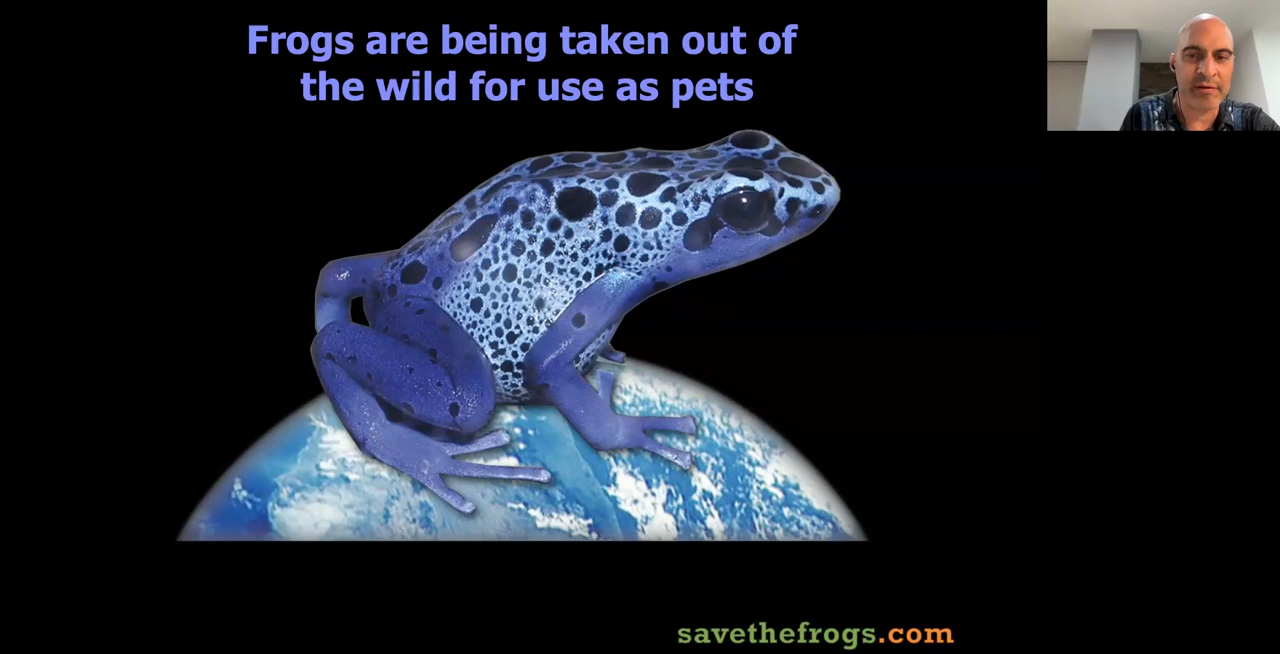 Frogs are being taken out of
the wild for use as pets
savethefrogs.com